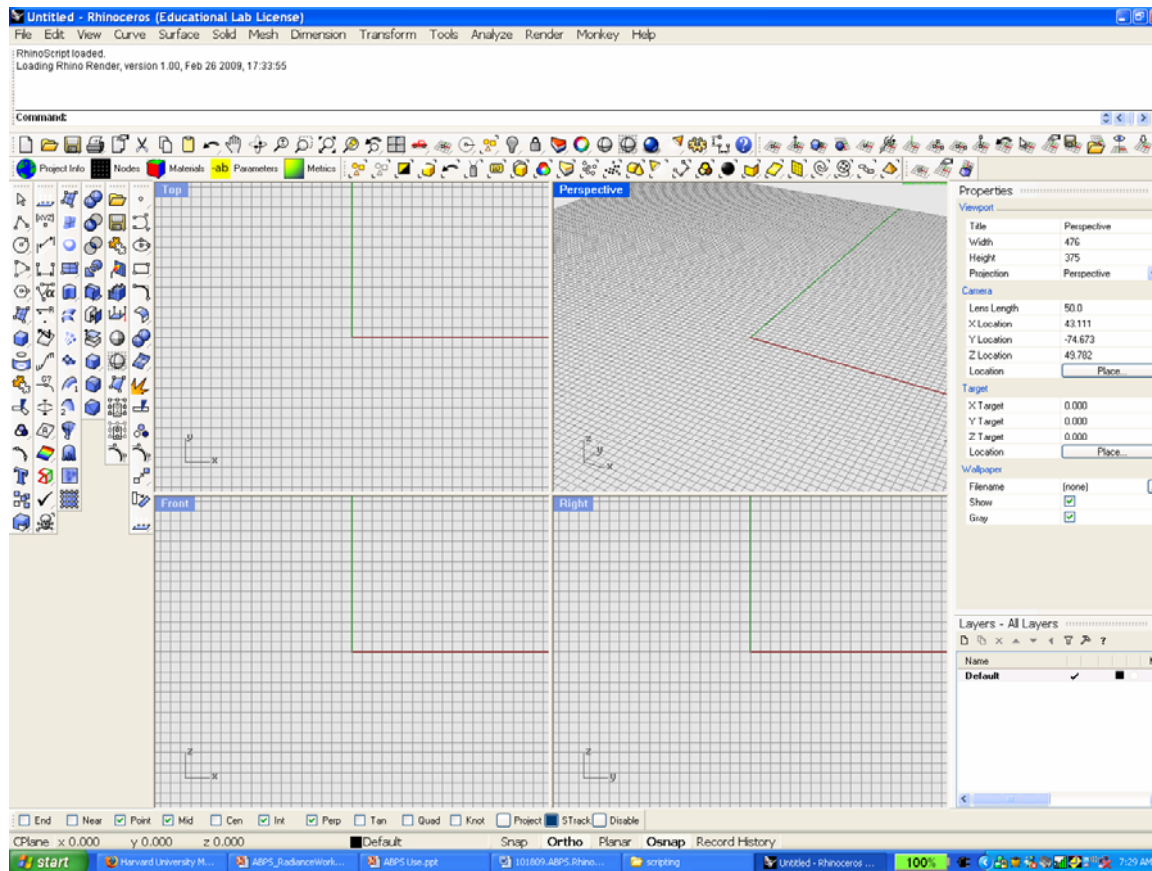 Untitled - Rhinoceros (Educational Lab License)
File Edit View Curve Surface Solid Mesh Dimension Transform Tools Analyze Render Monkey Help
RhinoScript loaded.
Loading Rhino Render, version 1.00, Feb 26 2009, 17:33:55
Command:
Project Info Nodes Materials -ab Parameters Metrics
Top
Perspective
Front
Right
y
x
z
y
x
z
x
z
y
Properties
Viewport
Title Perspective
Width 476
Height 375
Projection Perspective
Camera
Lens Length 50.0
X Location 43.111
Y Location -74.673
Z Location 49.782
Location Place...
Target
X Target 0.000
Y Target 0.000
Z Target 0.000
Location Place...
Wallpaper
Filename (none)
Show
Gray
Layers - All Layers
Name
Default
End Near Point Mid Cen Int Perp Tan Quad Knot Project STrack Disable
CPlane x 0.000 y 0.000 z 0.000 Default Snap Ortho Planar Osnap Record History
start Harvard University M... ABPS_RadianceWork... ABPS Use.ppt 101809.ABPS.Rhino... scripting Untitled - Rhinoceros ... 100% 7:29 AM